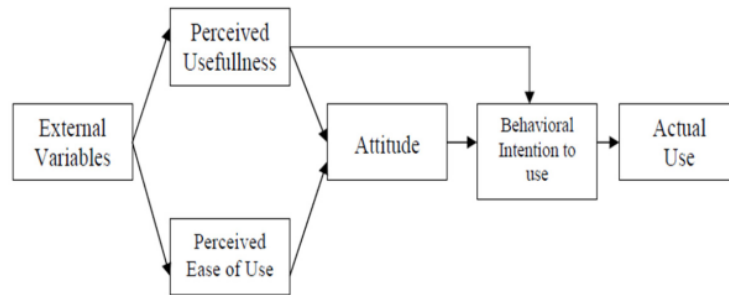 Perceived
Usefullness
External
Variables
Attitude
Behavioral
Intention to
use
Actual
Use
Perceived
Ease of Use